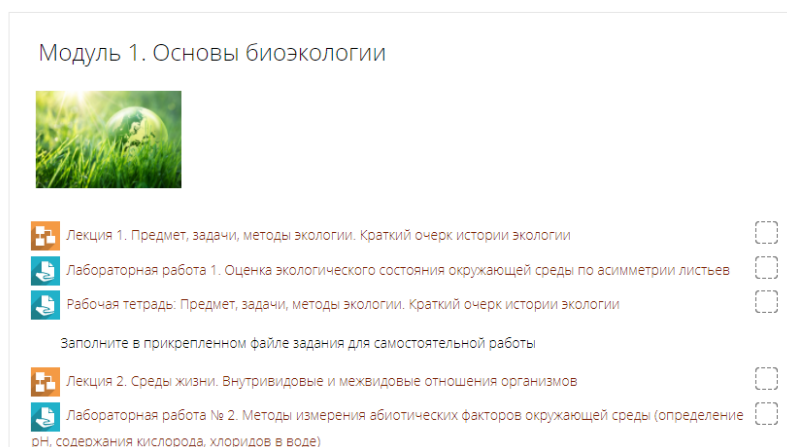 Модуль 1. Основы биоэкологии
Лекция 1. Предмет, задачи, методы экологии. Краткий очерк истории экологии
Лабораторная работа 1. Оценка экологического состояния окружающей среды по асимметрии листьев
Рабочая тетрадь: Предмет, задачи, методы экологии. Краткий очерк истории экологии
Заполните в прикрепленном файле задания для самостоятельной работы
Лекция 2. Среды жизни. Внутривидовые и межвидовые отношения организмов
Лабораторная работа № 2. Методы измерения абиотических факторов окружающей среды (определение
pH, содержания кислорода, хлоридов в воде)